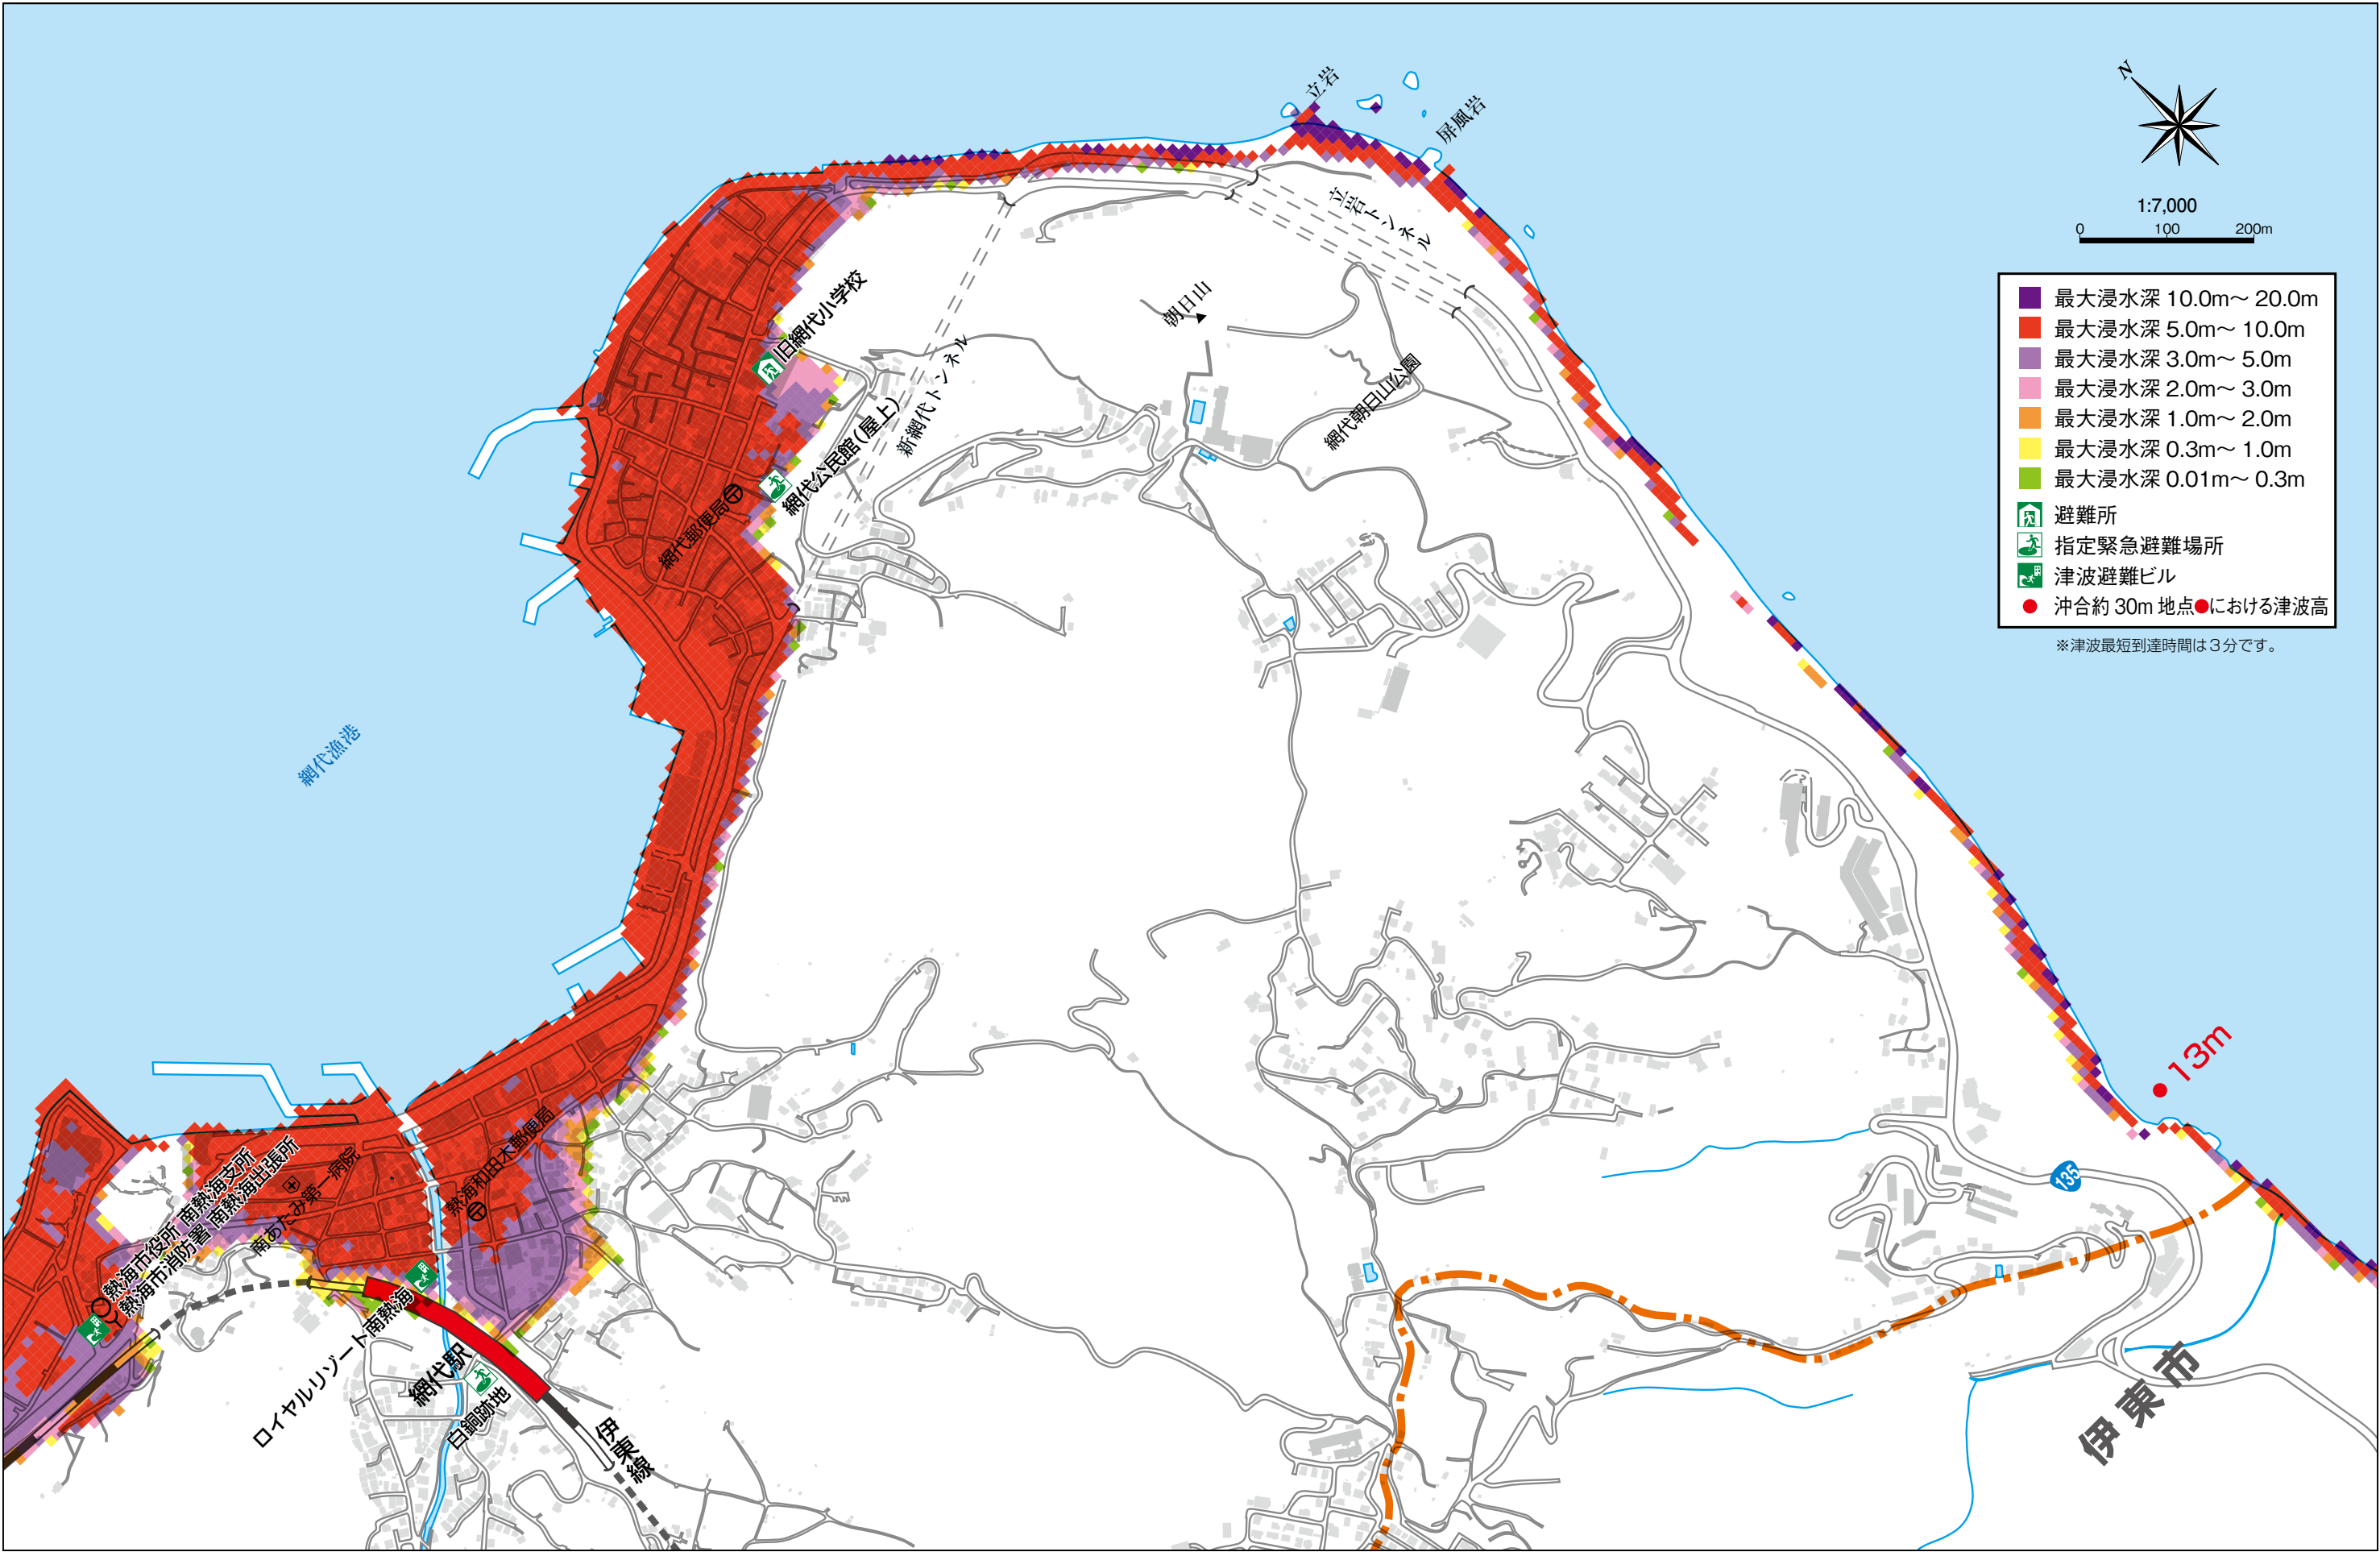 立岩
屏風岩
N
1:7,000
0 100 200m
最大浸水深 10.0m～ 20.0m
最大浸水深 5.0m～ 10.0m
最大浸水深 3.0m～ 5.0m
最大浸水深 2.0m～ 3.0m
最大浸水深 1.0m～ 2.0m
最大浸水深 0.3m～ 1.0m
最大浸水深 0.01m～ 0.3m
避難所
指定緊急避難場所
津波避難ビル
沖合約 30m 地点●における津波高
※津波最短到達時間は３分です。
立岩トンネル
朝日山
旧網代小学校
新網代トンネル
網代朝日山公園
網代公民館（屋上）
網代郵便局
網代漁港
13m
135
熱海和田木郵便局
南あたみ第一病院
熱海市役所 南熱海支所
熱海市消防署 南熱海出張所
ロイヤルリゾート南熱海
網代駅
白銅跡地
伊東線
伊東市